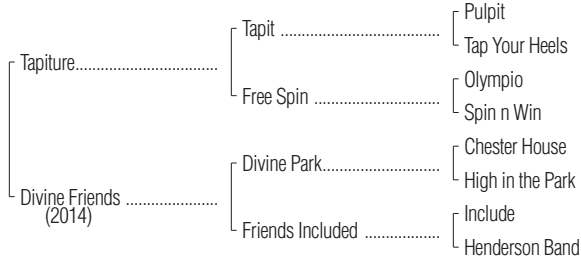 Pulpit
Tapit ................................
Tap Your Heels
Tapiture.................................
Olympio
Free Spin .............................
Spin n Win
Chester House
Divine Park..........................
High in the Park
Divine Friends .....................
(2014)
Include
Friends Included .................
Henderson Band